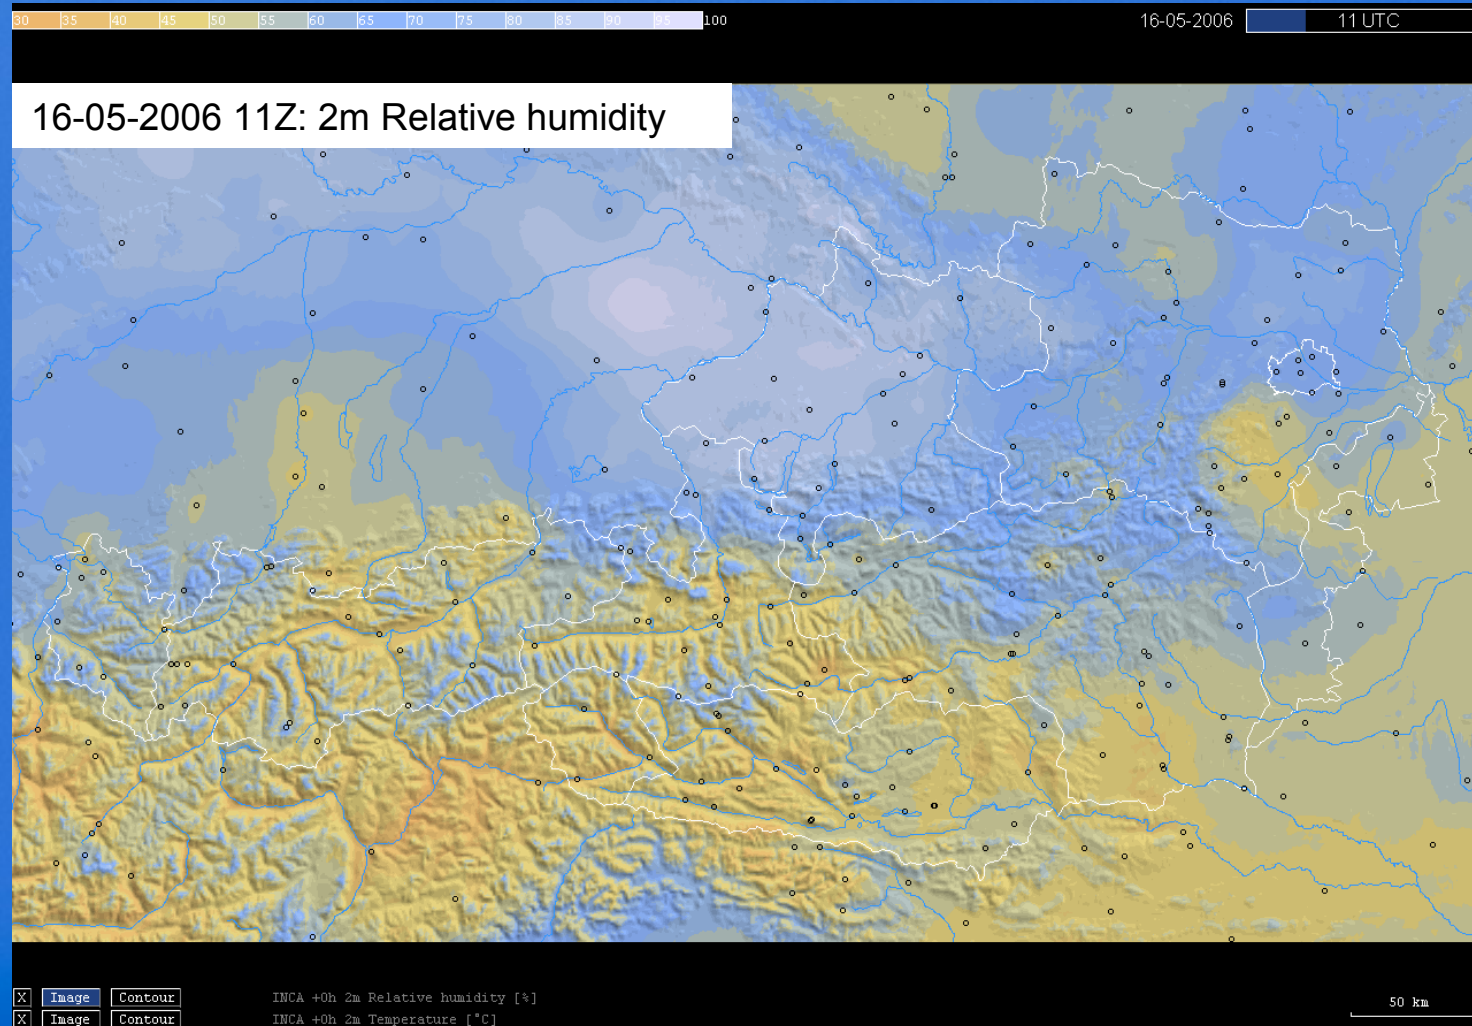 30 35 40 45 50 55 60 65 70 75 80 85 90 95 100
16-05-2006 11 UTC
16-05-2006 11Z: 2m Relative humidity
X Image Contour INCA +0h 2m Relative humidity [%]
50 km
X Image Contour INCA +0h 2m Temperature [°C]